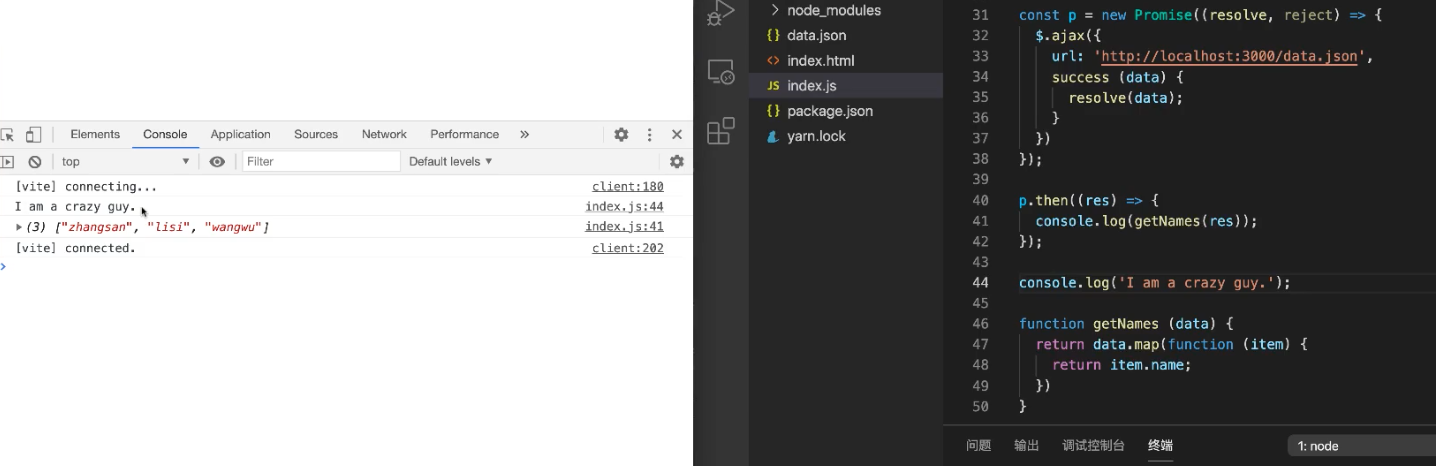 Elements Console Application Sources Network Performance »
top Filter Default levels ▼
[vite] connecting... client:180
I am a crazy guy. index.js:44
(3) ["zhangsan", "lisi", "wangwu"] index.js:41
[vite] connected. client:202
node_modules
data.json
index.html
index.js
package.json
yarn.lock
31 const p = new Promise((resolve, reject) => {
32 $.ajax({
33 url: 'http://localhost:3000/data.json',
34 success (data) {
35 resolve(data);
36 }
37 })
38 });
39
40 p.then((res) => {
41 console.log(getNames(res));
42 });
43
44 console.log('I am a crazy guy.');
45
46 function getNames (data) {
47 return data.map(function (item) {
48 return item.name;
49 })
50 }
问题 输出 调试控制台 终端 1: node